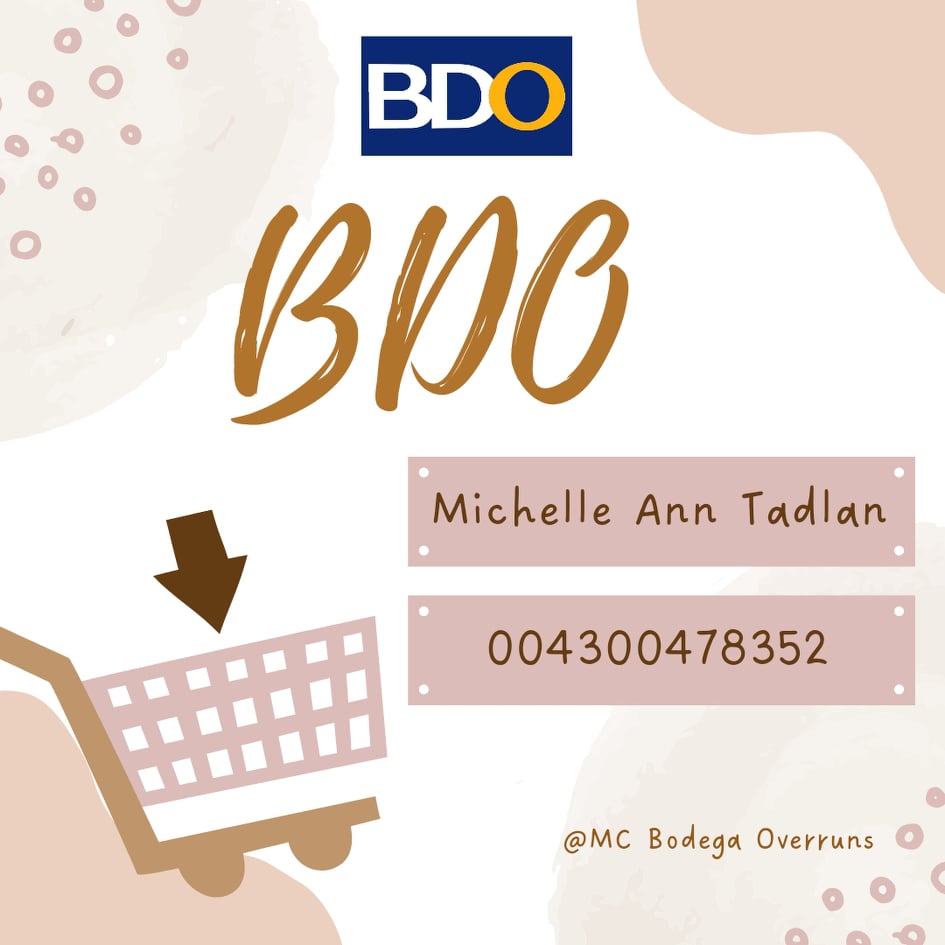 BDO
BDO
Michelle Ann Tadlan
004300478352
@MC Bodega Overruns